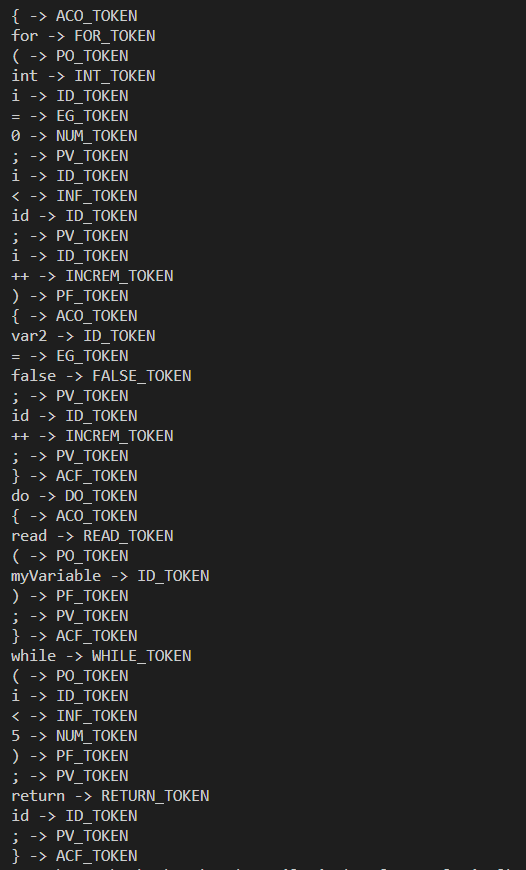 { -> ACO_TOKEN
for -> FOR_TOKEN
( -> PO_TOKEN
int -> INT_TOKEN
i -> ID_TOKEN
= -> EG_TOKEN
0 -> NUM_TOKEN
; -> PV_TOKEN
i -> ID_TOKEN
< -> INF_TOKEN
id -> ID_TOKEN
; -> PV_TOKEN
i -> ID_TOKEN
++ -> INCREM_TOKEN
) -> PF_TOKEN
{ -> ACO_TOKEN
var2 -> ID_TOKEN
= -> EG_TOKEN
false -> FALSE_TOKEN
; -> PV_TOKEN
id -> ID_TOKEN
++ -> INCREM_TOKEN
; -> PV_TOKEN
} -> ACF_TOKEN
do -> DO_TOKEN
{ -> ACO_TOKEN
read -> READ_TOKEN
( -> PO_TOKEN
myVariable -> ID_TOKEN
) -> PF_TOKEN
; -> PV_TOKEN
} -> ACF_TOKEN
while -> WHILE_TOKEN
( -> PO_TOKEN
i -> ID_TOKEN
< -> INF_TOKEN
5 -> NUM_TOKEN
) -> PF_TOKEN
; -> PV_TOKEN
return -> RETURN_TOKEN
id -> ID_TOKEN
; -> PV_TOKEN
} -> ACF_TOKEN